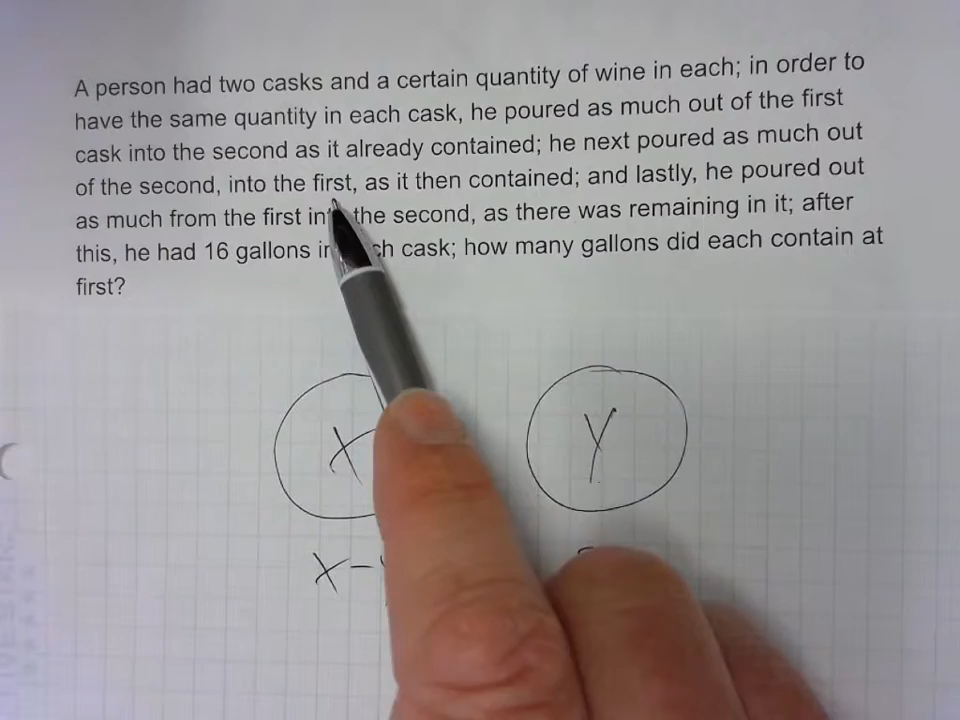 A person had two casks and a certain quantity of wine in each; in order to
have the same quantity in each cask, he poured as much out of the first
cask into the second as it already contained; he next poured as much out
of the second, into the first, as it then contained; and lastly, he poured out
as much from the first the second, as there was remaining in it; after
this, he had 16 gallons cask; how many gallons did each contain at
first?
X Y
X -